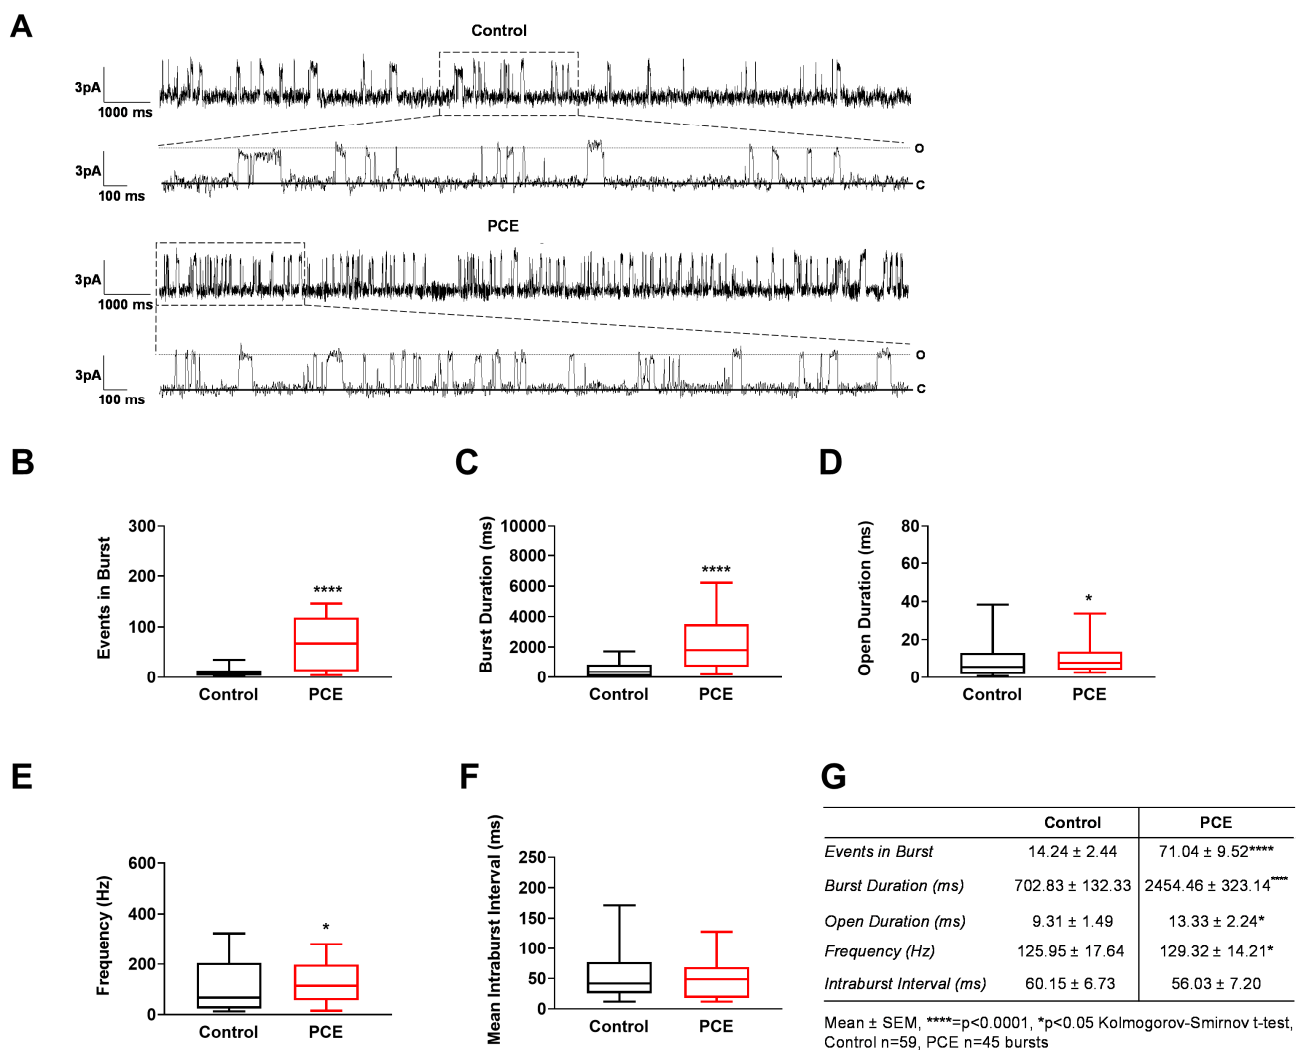 A
Control
3pA
1000 ms
O
3pA
C
100 ms
PCE
3pA
1000 ms
O
3pA
C
100 ms
B
Events in Burst
300
200
100
0
****
Control PCE
C
Burst Duration (ms)
10000
8000
6000
4000
2000
0
****
Control PCE
D
Open Duration (ms)
80
60
40
20
0
*
Control PCE
E
Frequency (Hz)
600
400
200
0
*
Control PCE
F
Mean Intraburst Interval (ms)
250
200
150
100
50
0
Control PCE
G
Control PCE
Events in Burst 14.24 ± 2.44 71.04 ± 9.52****
Burst Duration (ms) 702.83 ± 132.33 2454.46 ± 323.14****
Open Duration (ms) 9.31 ± 1.49 13.33 ± 2.24*
Frequency (Hz) 125.95 ± 17.64 129.32 ± 14.21*
Intraburst Interval (ms) 60.15 ± 6.73 56.03 ± 7.20
Mean ± SEM, ****=p<0.0001, *p<0.05 Kolmogorov-Smirnov t-test,
Control n=59, PCE n=45 bursts